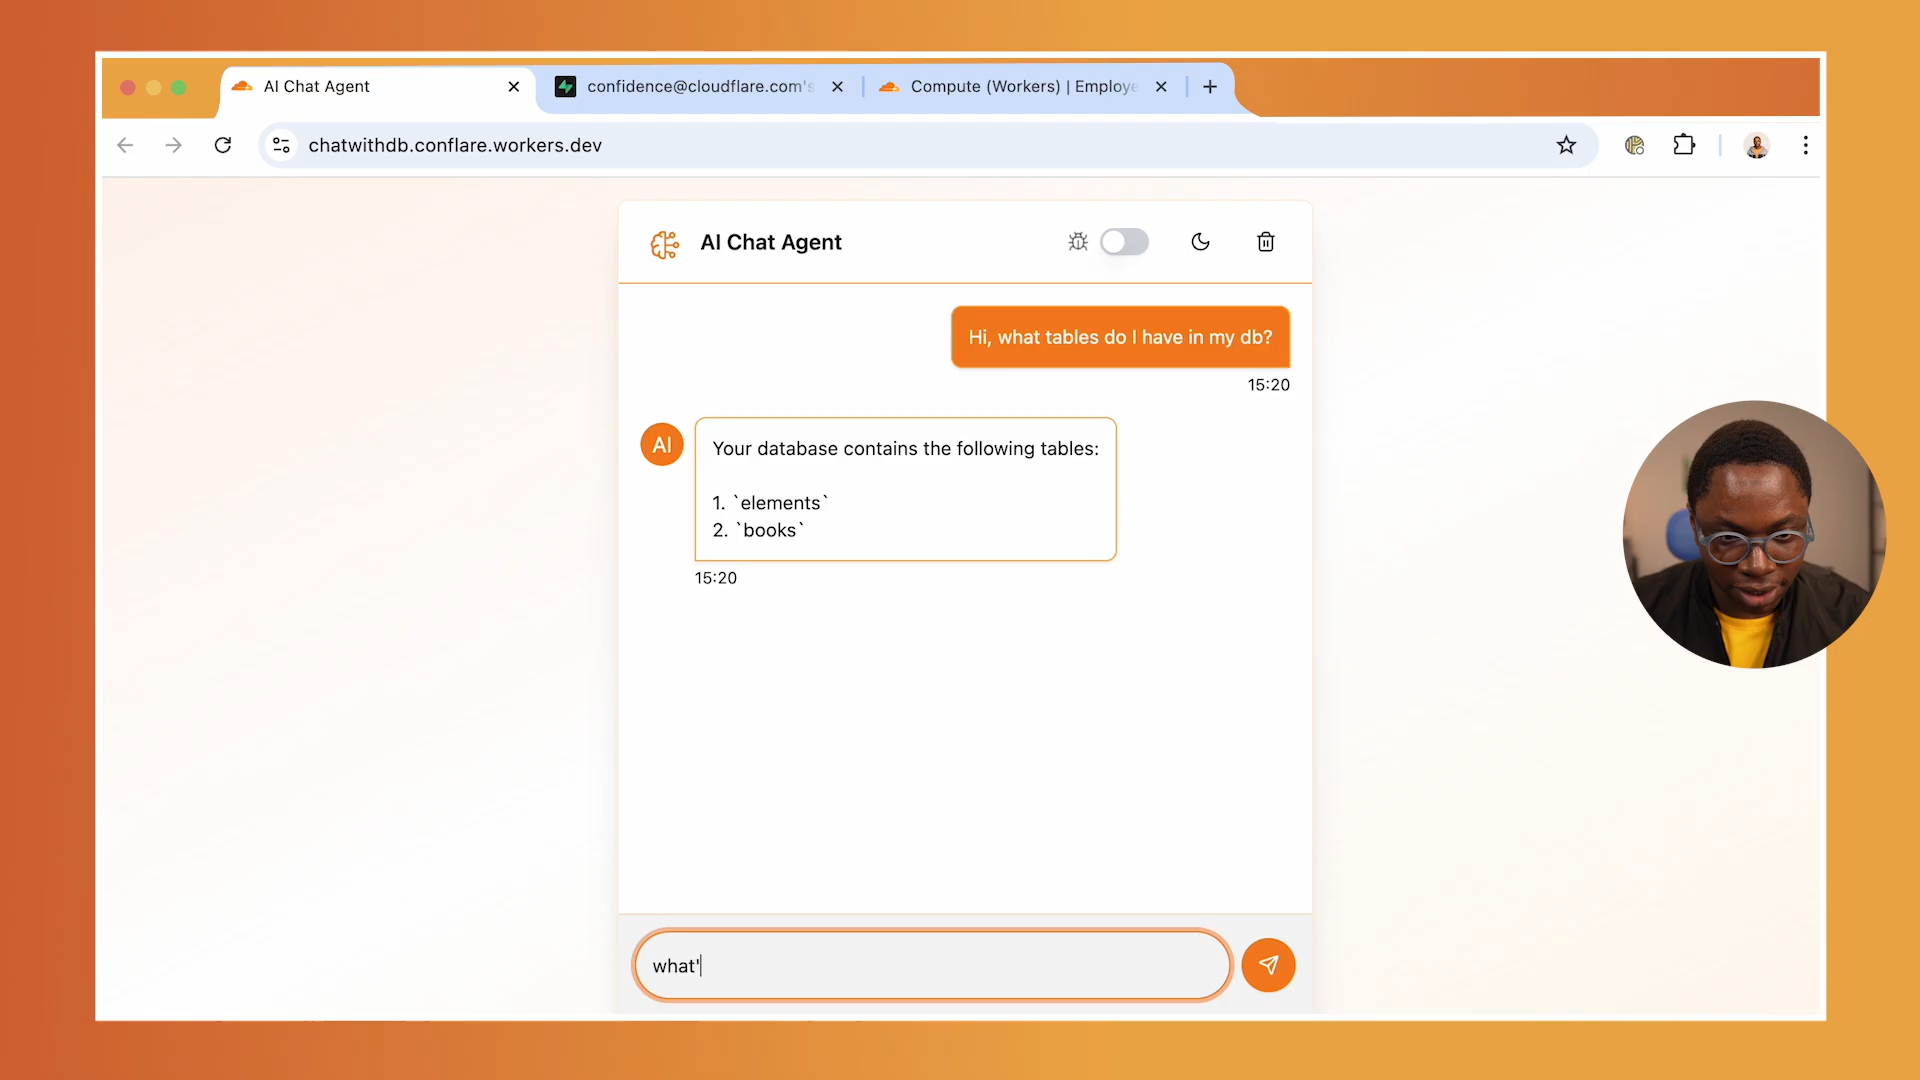 AI Chat Agent
confidence@cloudflare.com's
Compute (Workers) | Employe
chatwithdb.conflare.workers.dev
AI Chat Agent
Hi, what tables do I have in my db?
15:20
AI
Your database contains the following tables:
1. `elements`
2. `books`
15:20
what'